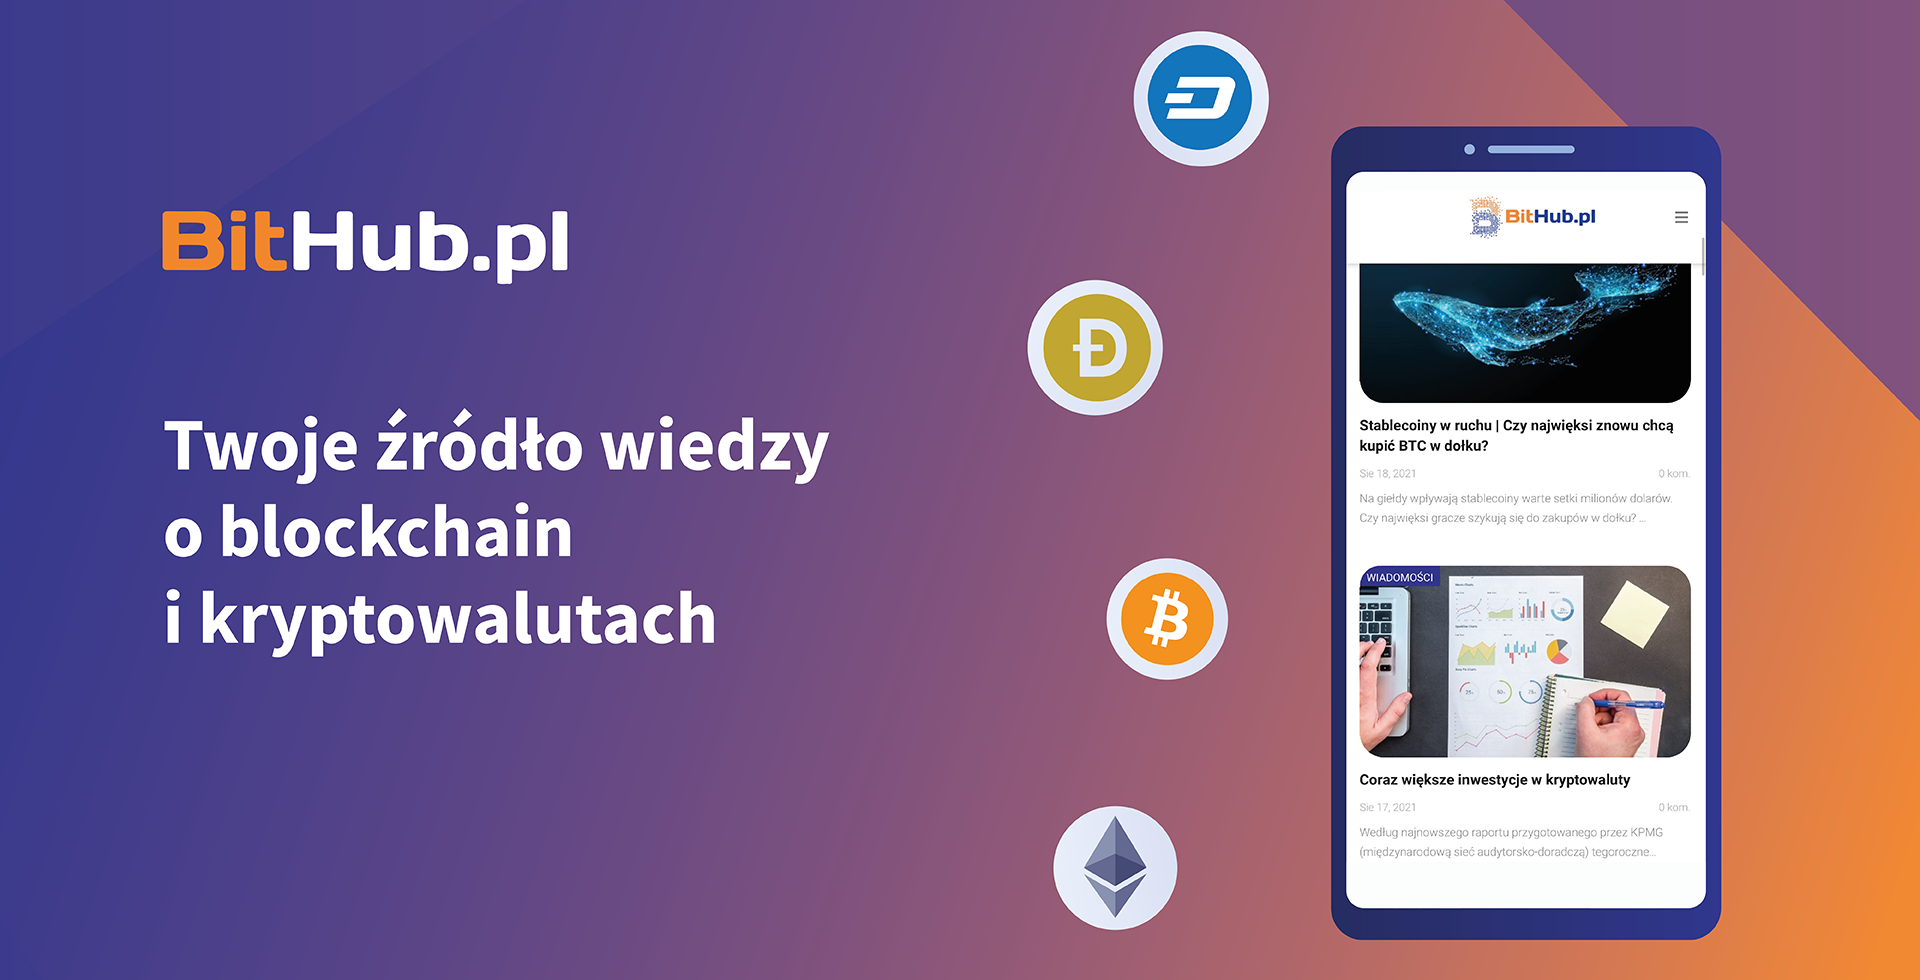 BitHub.pl
Twoje źródło wiedzy
o blockchain
i kryptowalutach
BitHub.pl
Stablecoiny w ruchu | Czy najwięksi znowu chcą
kupić BTC w dołku?
Sie 18, 2021 0 kom.
Na giełdy wpływają stablecoiny warte setki milionów dolarów.
Czy najwięksi gracze szykują się do zakupów w dołku? ...
WIADOMOŚCI
25%
50%
75%
Coraz większe inwestycje w kryptowaluty
Sie 17, 2021 0 kom.
Według najnowszego raportu przygotowanego przez KPMG
(międzynarodową sieć audytorsko-doradczą) tegoroczne...